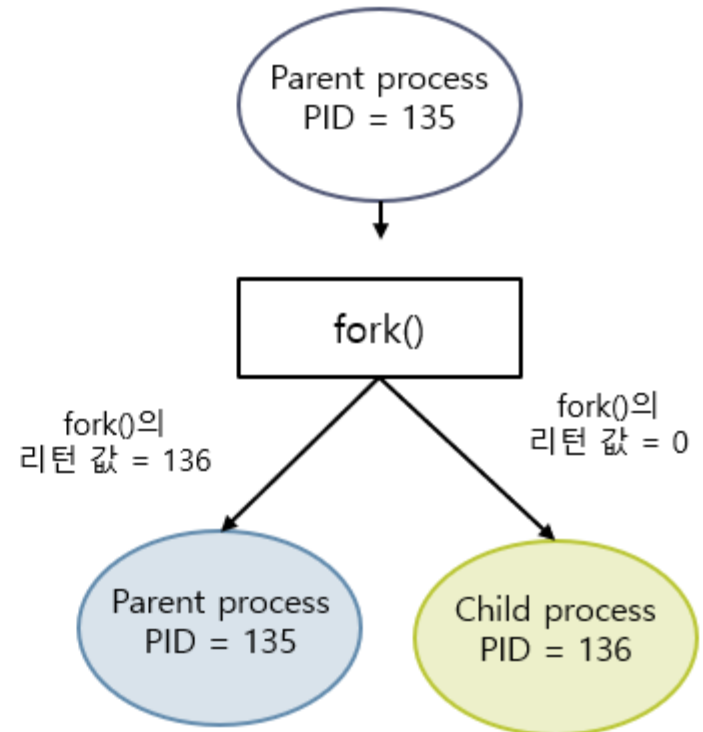 Parent process
PID = 135
fork()
fork()의
리턴 값 = 136
fork()의
리턴 값 = 0
Parent process
PID = 135
Child process
PID = 136